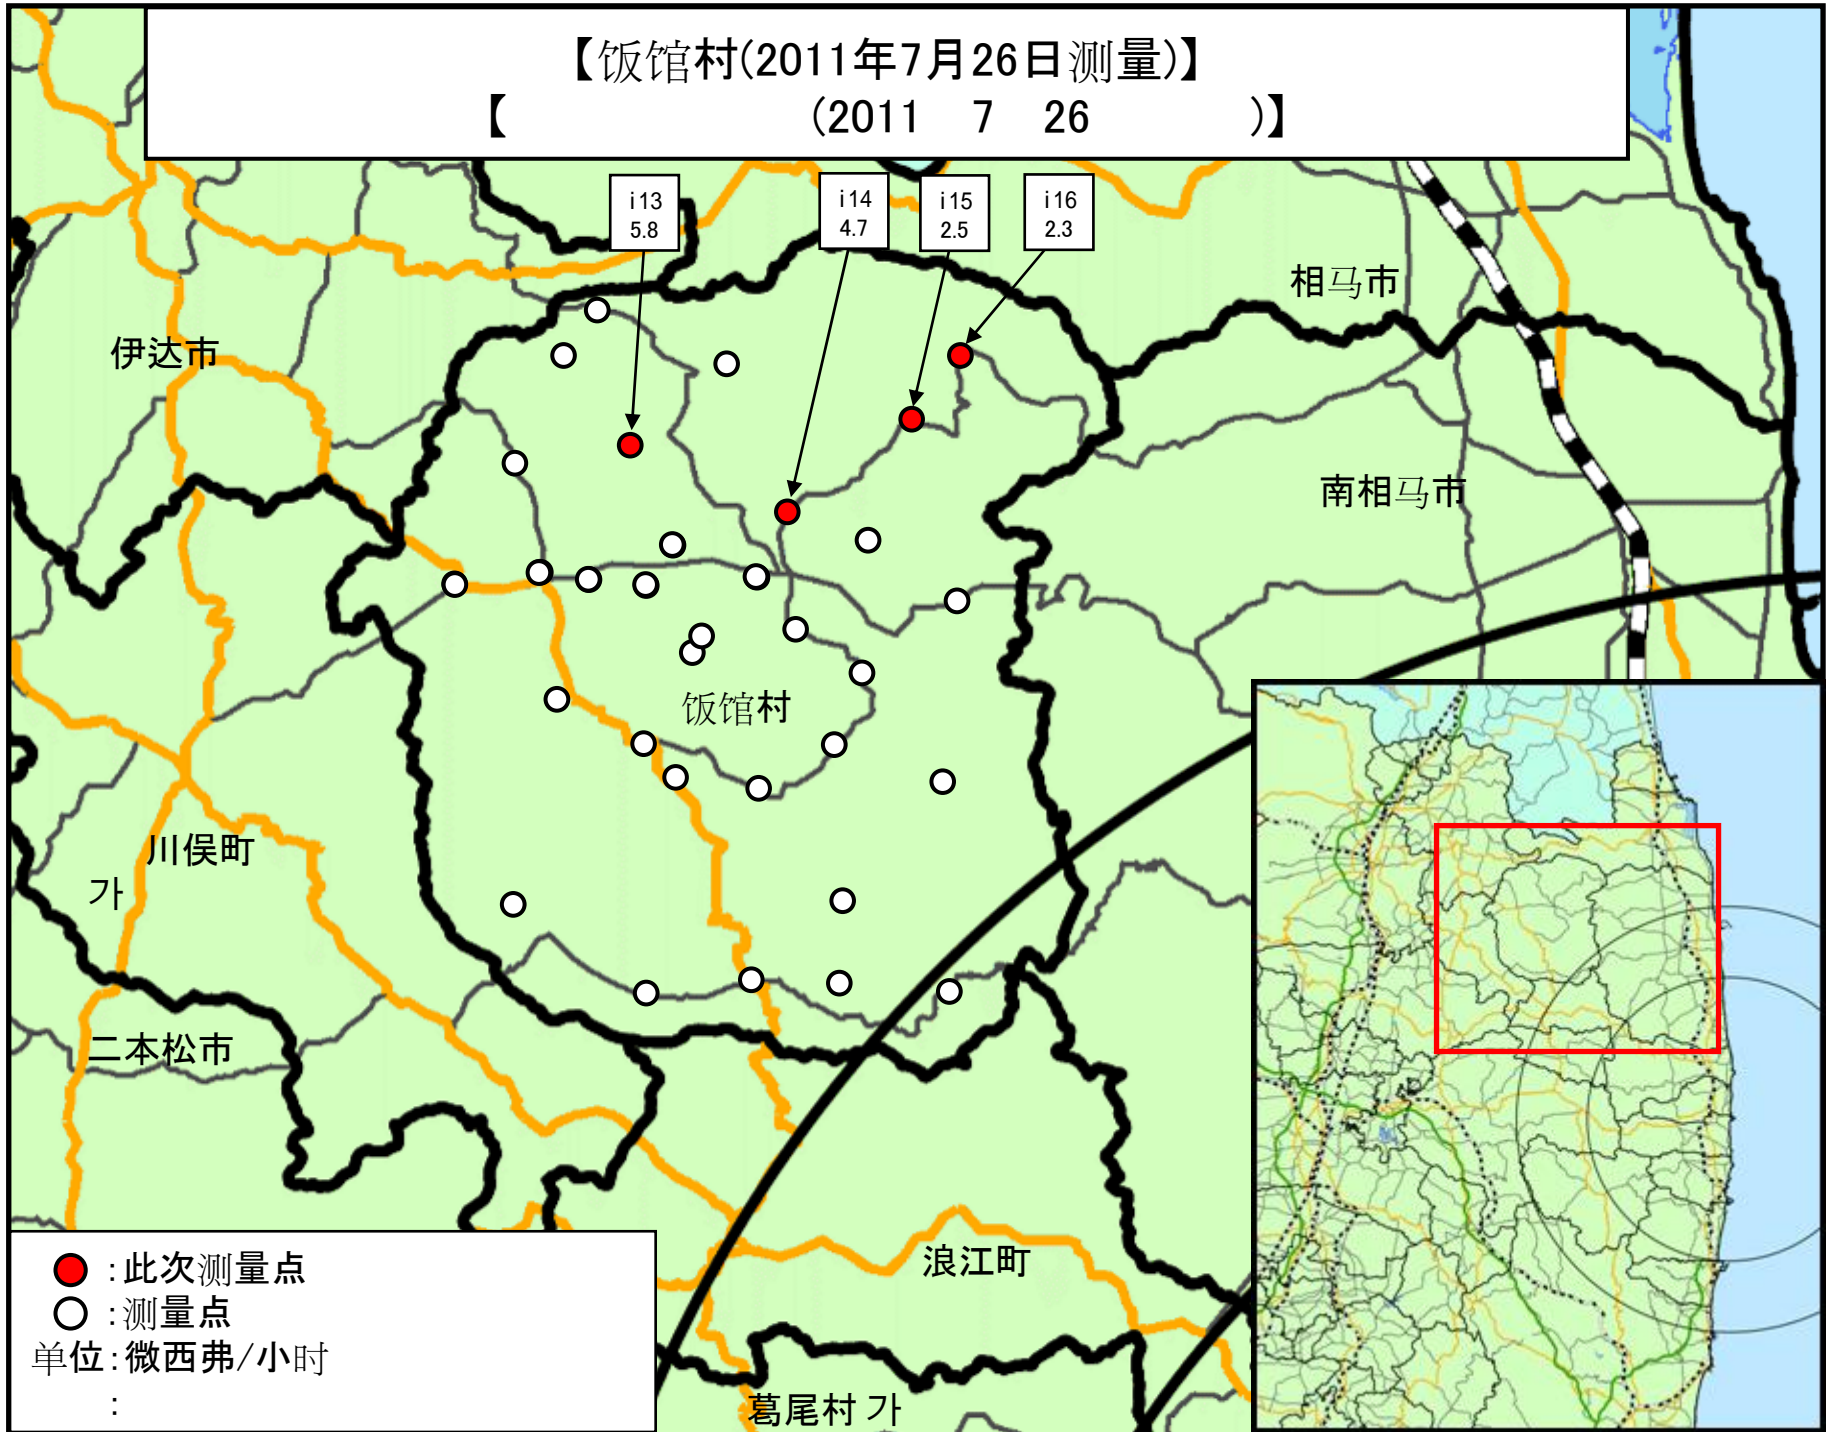 【饭馆村(2011年7月26日测量)】
【 (2011 7 26 )】
i13
5.8
i14
4.7
i15
2.5
i16
2.3
相马市
伊达市
南相马市
饭馆村
川俣町
가
二本松市
浪江町
葛尾村 가
:此次测量点
:测量点
单位:微西弗/小时
: